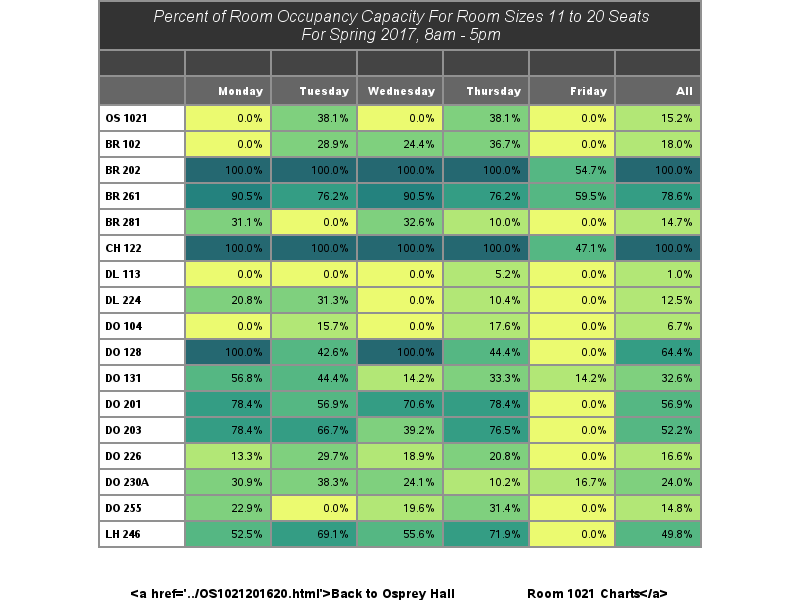 Percent of Room Occupancy Capacity For Room Sizes 11 to 20 Seats
For Spring 2017, 8am - 5pm
Monday Tuesday Wednesday Thursday Friday All
OS 1021 0.0% 38.1% 0.0% 38.1% 0.0% 15.2%
BR 102 0.0% 28.9% 24.4% 36.7% 0.0% 18.0%
BR 202 100.0% 100.0% 100.0% 100.0% 54.7% 100.0%
BR 261 90.5% 76.2% 90.5% 76.2% 59.5% 78.6%
BR 281 31.1% 0.0% 32.6% 10.0% 0.0% 14.7%
CH 122 100.0% 100.0% 100.0% 100.0% 47.1% 100.0%
DL 113 0.0% 0.0% 0.0% 5.2% 0.0% 1.0%
DL 224 20.8% 31.3% 0.0% 10.4% 0.0% 12.5%
DO 104 0.0% 15.7% 0.0% 17.6% 0.0% 6.7%
DO 128 100.0% 42.6% 100.0% 44.4% 0.0% 64.4%
DO 131 56.8% 44.4% 14.2% 33.3% 14.2% 32.6%
DO 201 78.4% 56.9% 70.6% 78.4% 0.0% 56.9%
DO 203 78.4% 66.7% 39.2% 76.5% 0.0% 52.2%
DO 226 13.3% 29.7% 18.9% 20.8% 0.0% 16.6%
DO 230A 30.9% 38.3% 24.1% 10.2% 16.7% 24.0%
DO 255 22.9% 0.0% 19.6% 31.4% 0.0% 14.8%
LH 246 52.5% 69.1% 55.6% 71.9% 0.0% 49.8%
<a href='../OS1021201620.html'>Back to Osprey Hall Room 1021 Charts</a>